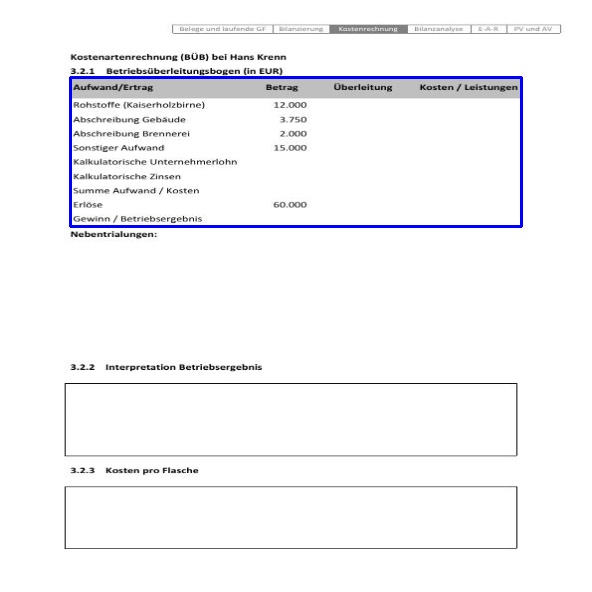 Belege und laufende GF Bilanzierung Kostenrechnung Bilanzanalyse E-A-R PV und AV
Kostenartenrechnung (BÜB) bei Hans Krenn
3.2.1 Betriebsüberleitungsbogen (in EUR)
Aufwand/Ertrag Betrag Überleitung Kosten / Leistungen
Rohstoffe (Kaiserholzbirne) 12.000
Abschreibung Gebäude 3.750
Abschreibung Brennerei 2.000
Sonstiger Aufwand 15.000
Kalkulatorische Unternehmerlohn
Kalkulatorische Zinsen
Summe Aufwand / Kosten
Erlöse 60.000
Gewinn / Betriebsergebnis
Nebentrialungen:
3.2.2 Interpretation Betriebsergebnis
3.2.3 Kosten pro Flasche